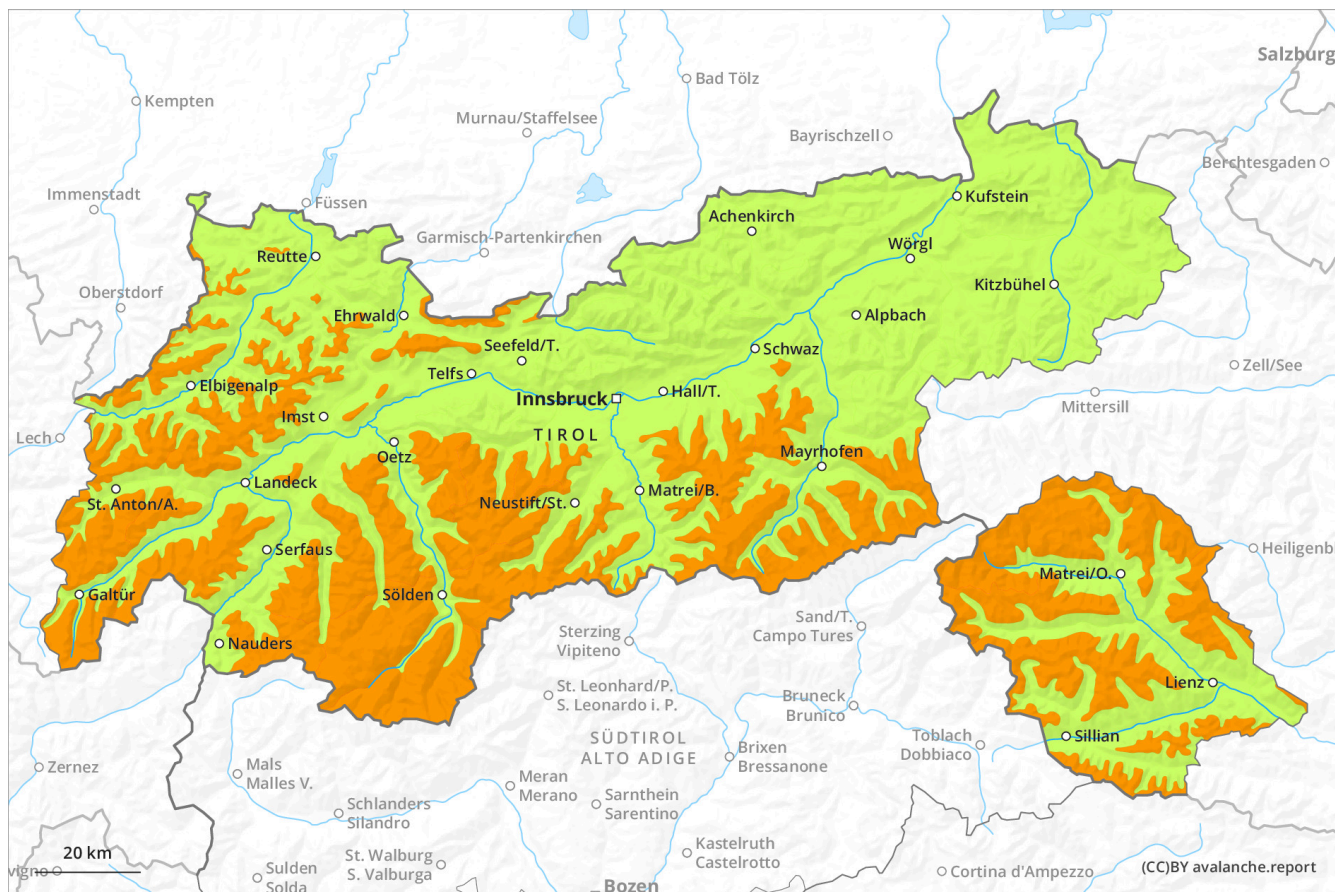 Salzburg
Bad Tölz
Kempten
Murnau/Staffelsee
Bayrischzell
Berchtesgaden
Immenstadt
Füssen
Kufstein
Achenkirch
Garmisch-Partenkirchen
Wörgl
Reutte
Kitzbühel
Oberstdorf
Ehrwald
Alpbach
Seefeld/T.
Schwaz
Zell/See
Telfs
Elbigenalp
Innsbruck
Hall/T.
Mittersill
Imst
TIROL
Lech
Oetz
Mayrhofen
Landeck
Matrei/B.
St. Anton/A.
Neustift/St.
Serfaus
Heiligenb
Matrei/O.
Galtür
Sölden
Sand/T.
Campo Tures
Nauders
Sterzing
Vipiteno
Lienz
St. Leonhard/P.
S. Leonardo i. P.
Bruneck
Brunico
Sillian
SÜDTIROL
ALTO ADIGE
Toblach
Dobbiaco
Brixen
Bressanone
Zernez
Mals
Malles V.
Meran
Merano
Sarnthein
Sarentino
Schlanders
Silandro
Kastelruth
Castelrotto
20 km
St. Walburg
S. Valburga
vigno
Sulden
Solda
Cortina d'Ampezzo
(CC)BY avalanche.report
Bozen